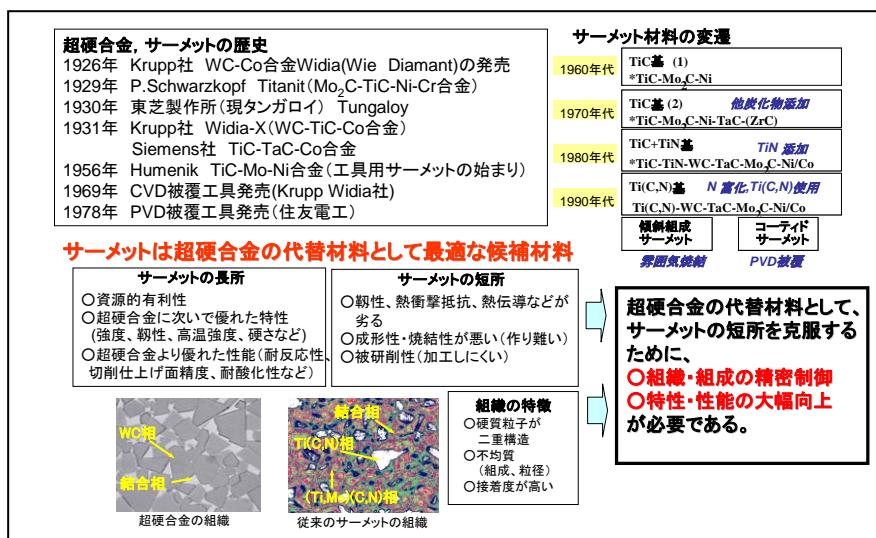 超硬合金，サーメットの歴史
1926年 Krupp社 WC-Co合金Widia(Wie Diamant)の発売
1929年 P.Schwarzkopf Titanit(Mo2C-TiC-Ni-Cr合金)
1930年 東芝製作所(現タンガロイ) Tungaloy
1931年 Krupp社 Widia-X(WC-TiC-Co合金)
Siemens社 TiC-TaC-Co合金
1956年 Humenik TiC-Mo-Ni合金(工具用サーメットの始まり)
1969年 CVD被覆工具発売(Krupp Widia社)
1978年 PVD被覆工具発売(住友電工)
サーメット材料の変遷
1960年代
TiC基 (1)
*TiC-Mo2C-Ni
1970年代
TiC基 (2) 他炭化物添加
*TiC-Mo2C-Ni-TaC-(ZrC)
1980年代
TiC+TiN基 TiN 添加
*TiC-TiN-WC-TaC-Mo2C-Ni/Co
1990年代
Ti(C,N)基 N 富化,Ti(C,N)使用
Ti(C,N)-WC-TaC-Mo2C-Ni/Co
傾斜組成
サーメット
雰囲気焼結
コーティド
サーメット
PVD被覆
サーメットは超硬合金の代替材料として最適な候補材料
サーメットの長所
○資源的有利性
○超硬合金に次いで優れた特性
(強度、靭性、高温強度、硬さなど)
○超硬合金より優れた性能(耐反応性、
切削仕上げ面精度、耐酸化性など)
サーメットの短所
○靭性、熱衝撃抵抗、熱伝導などが
劣る
○成形性・焼結性が悪い(作り難い)
○被研削性(加工しにくい)
超硬合金の代替材料として、
サーメットの短所を克服する
ために、
○組織・組成の精密制御
○特性・性能の大幅向上
が必要である。
WC相
結合相
超硬合金の組織
結合相
Ti(C,N)相
(Ti,Mo)(C,N)相
従来のサーメットの組織
組織の特徴
○硬質粒子が
二重構造
○不均質
(組成、粒径)
○接着度が高い